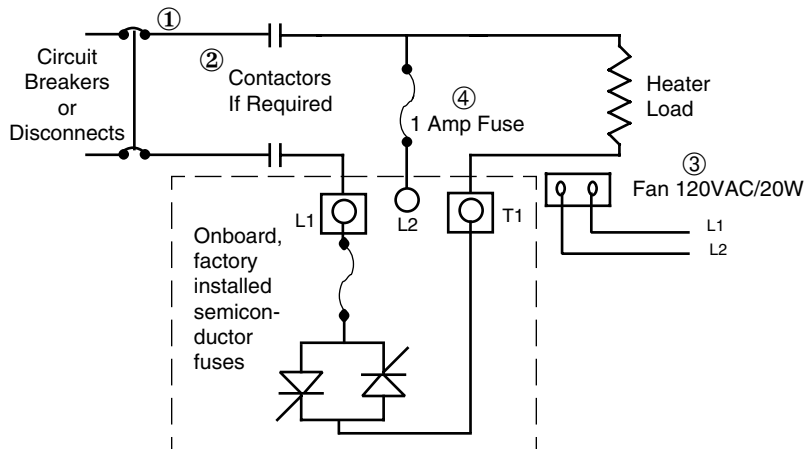 ①
Circuit
Breakers
or
Disconnects
②
Contactors
If Required
④
1 Amp Fuse
Heater
Load
③
Fan 120VAC/20W
L1
L2
L1
L2
T1
Onboard,
factory
installed
semicon-
ductor
fuses